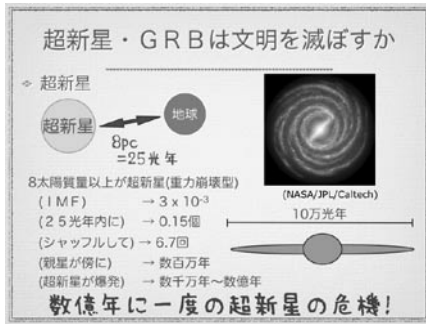 超新星・GRBは文明を滅ぼすか
✧ 超新星
超新星
地球
8pc
=25光年
(NASA/JPL/Caltech)
8太陽質量以上が超新星(重力崩壊型)
(IMF) → 3 x 10⁻³
(25光年内に) → 0.15個
(シャッフルして) → 6.7回
(親星が傍に) → 数百万年
(超新星が爆発) → 数千万年〜数億年
10万光年
数億年に一度の超新星の危機!